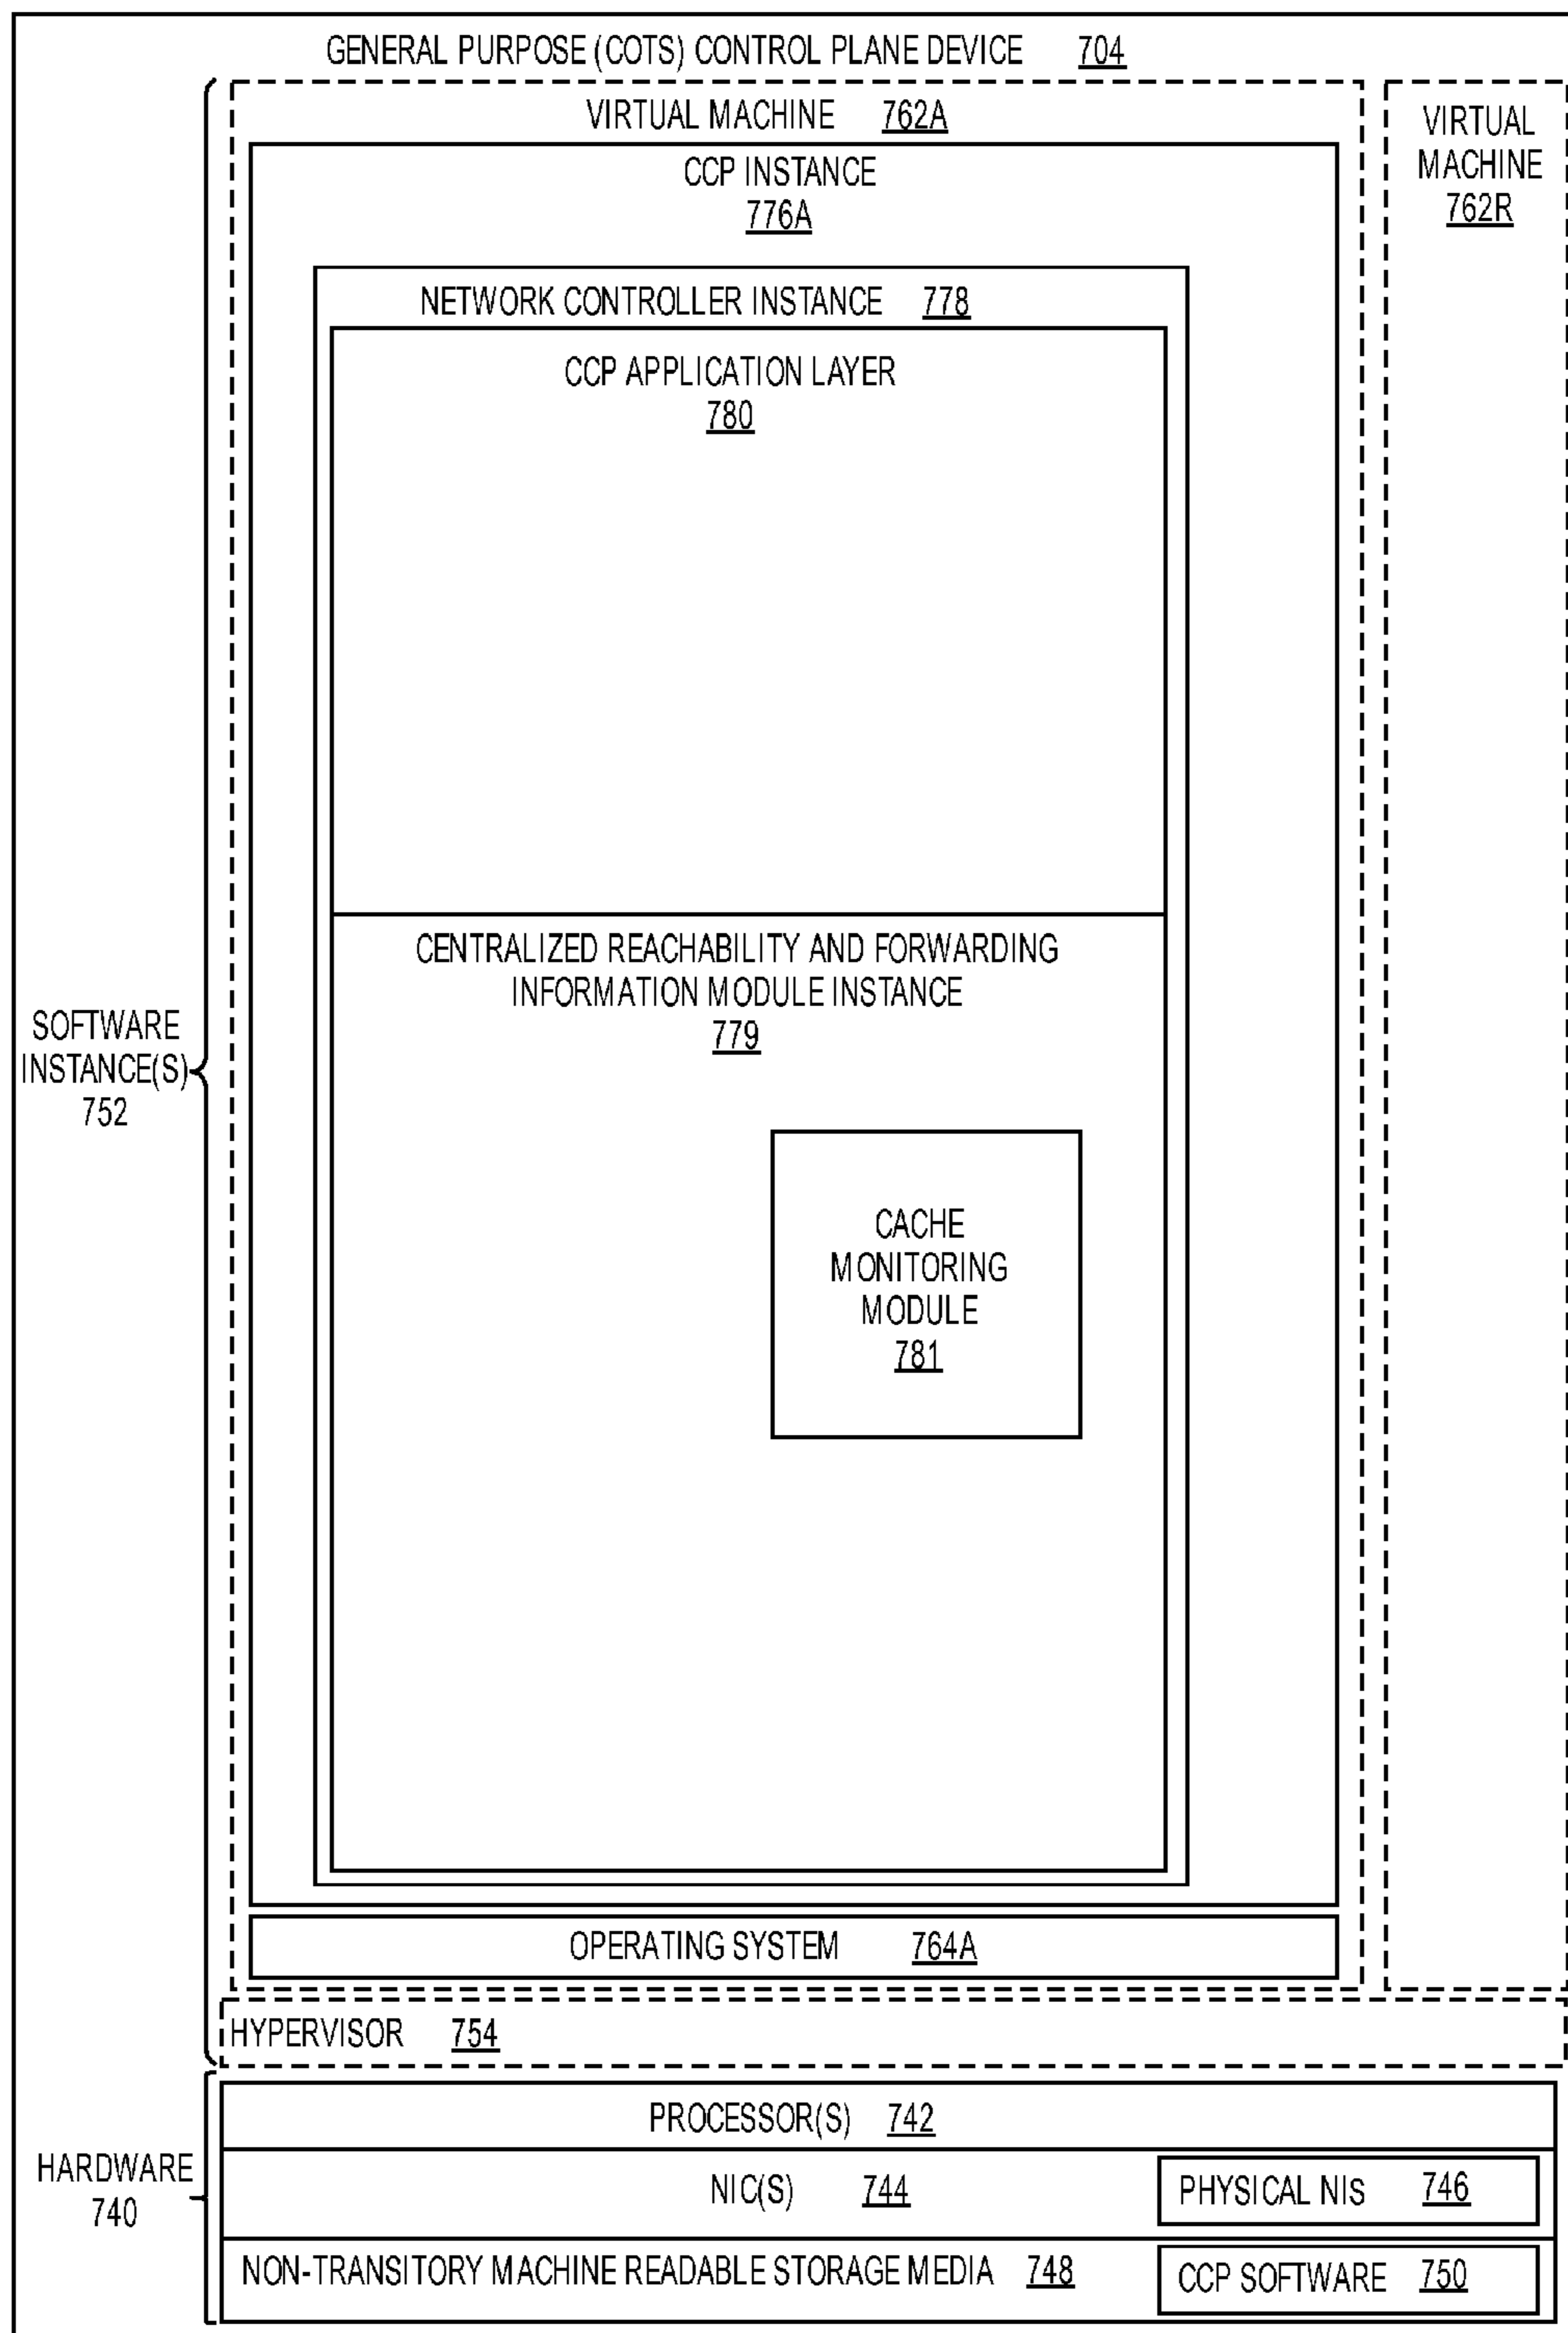 GENERAL PURPOSE (COTS) CONTROL PLANE DEVICE 704
VIRTUAL MACHINE 762A
VIRTUAL
MACHINE
762R
CCP INSTANCE
776A
NETWORK CONTROLLER INSTANCE 778
CCP APPLICATION LAYER
780
CENTRALIZED REACHABILITY AND FORWARDING
INFORMATION MODULE INSTANCE
779
SOFTWARE
INSTANCE(S)
752
CACHE
MONITORING
MODULE
781
OPERATING SYSTEM 764A
HYPERVISOR 754
PROCESSOR(S) 742
HARDWARE
740
NIC(S) 744
PHYSICAL NIs 746
NON-TRANSITORY MACHINE READABLE STORAGE MEDIA 748
CCP SOFTWARE 750